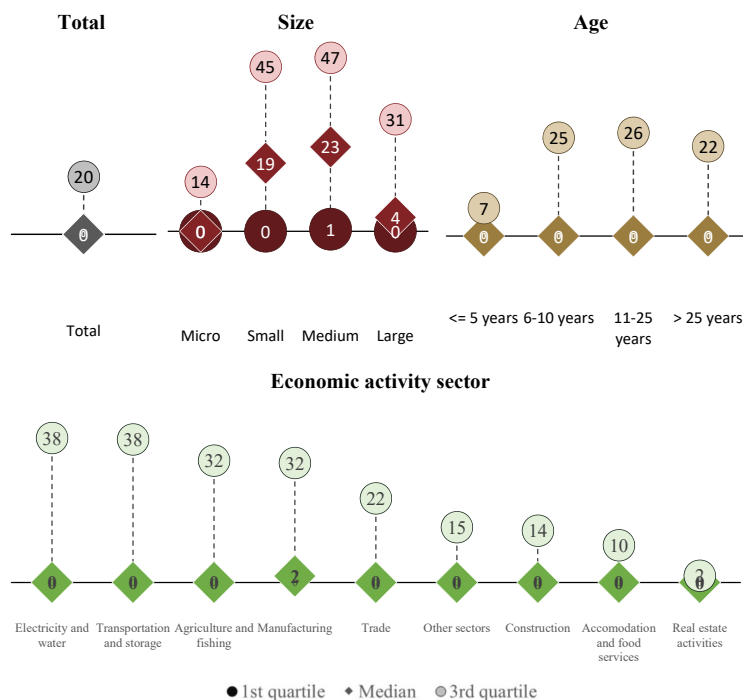 Total
Size
Age
20
0
14
45
47
31
0
19
23
4
0
1
0
7
25
26
22
0
0
0
0
Total
Micro
Small
Medium
Large
<= 5 years
6-10 years
11-25
years
> 25 years
Economic activity sector
38
38
32
32
22
15
14
10
0
0
0
2
0
0
0
0
0
Electricity and
water
Transportation
and storage
Agriculture and
fishing
Manufacturing
Trade
Other sectors
Construction
Accomodation and food
services
Real estate
activities
1st quartile
Median
3rd quartile